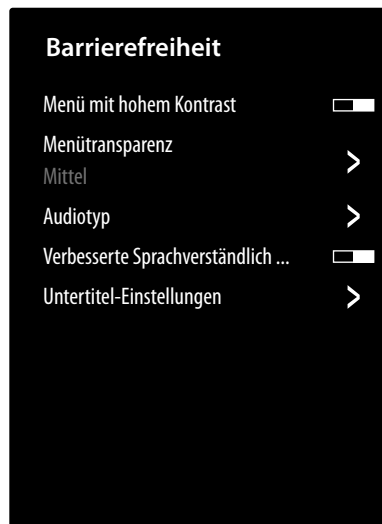 Barrierefreiheit
Menü mit hohem Kontrast
Menütransparenz
Mittel
Audiotyp
Verbesserte Sprachverständlich ...
Untertitel-Einstellungen